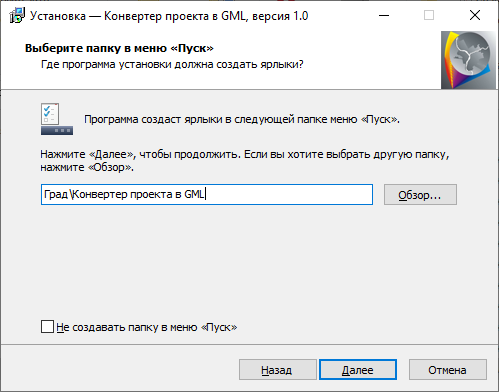 Установка — Конвертер проекта в GML, версия 1.0
Выберите папку в меню «Пуск»
Где программа установки должна создать ярлыки?
Программа создаст ярлыки в следующей папке меню «Пуск».
Нажмите «Далее», чтобы продолжить. Если вы хотите выбрать другую папку,
нажмите «Обзор».
Град\Конвертер проекта в GML
Обзор...
Не создавать папку в меню «Пуск»
Назад
Далее
Отмена